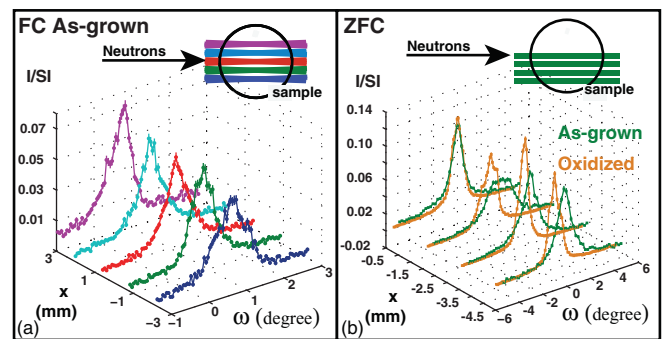 FC As-grown
Neutrons
sample
I/SI
0.07
0.05
0.03
0.01
3
1
-1
-3
x
(mm)
-1
0
1
2
3
ω (degree)
(a)
ZFC
Neutrons
sample
I/SI
0.14
0.10
0.06
0.02
-0.02
As-grown
Oxidized
-0.5
-1.5
-2.5
-3.5
-4.5
x
(mm)
-6
-4
-2
0
2
4
6
ω (degree)
(b)